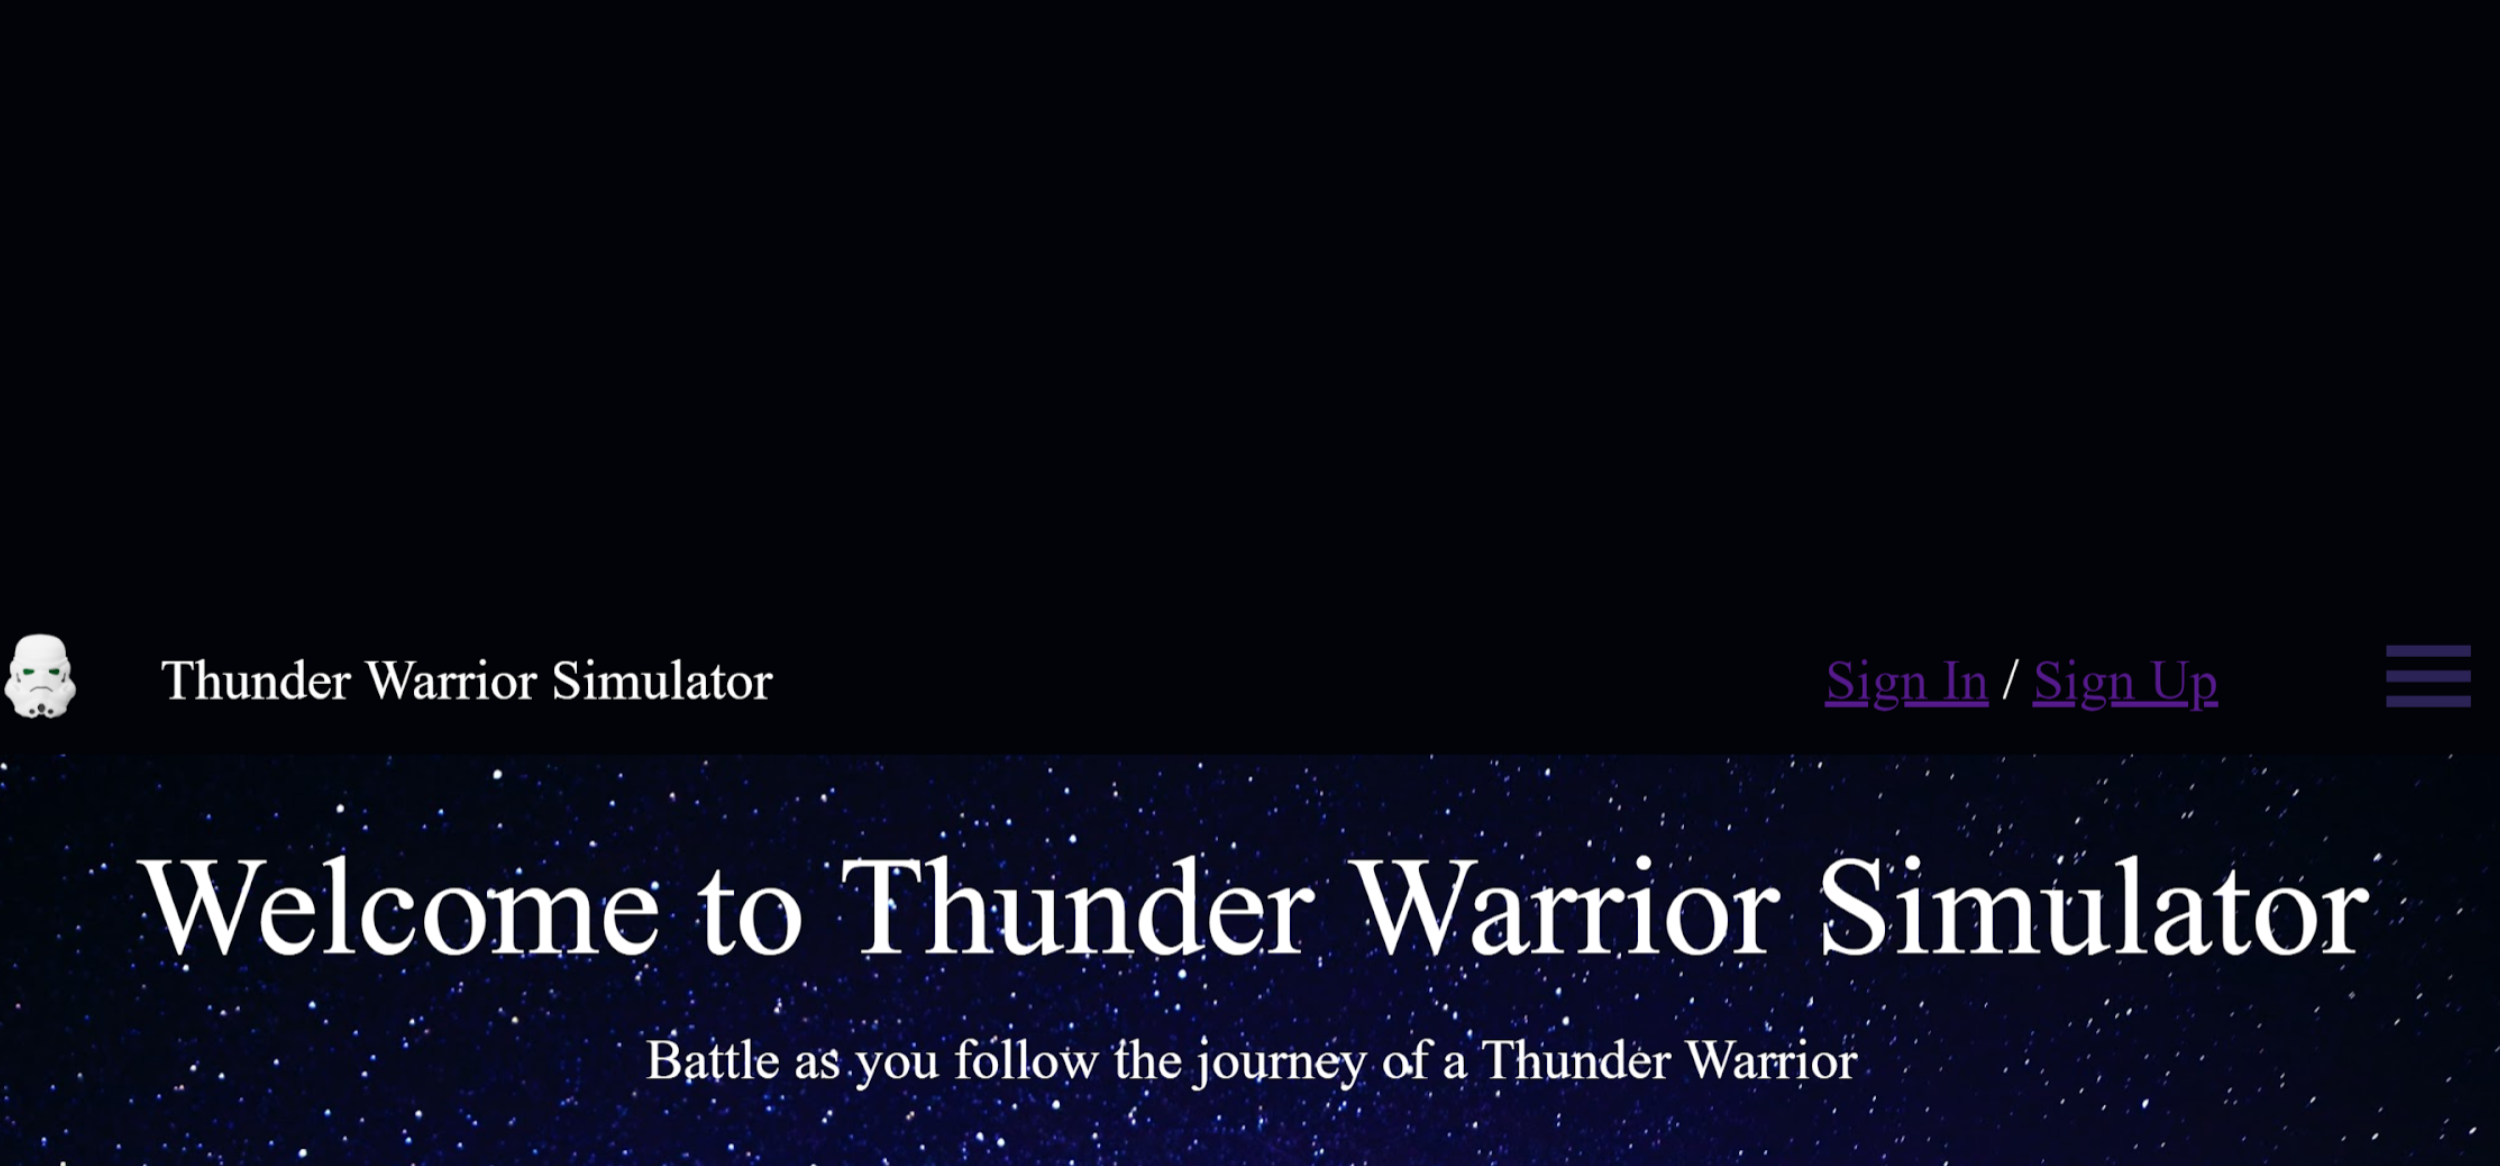 Thunder Warrior Simulator
Sign In / Sign Up
Welcome to Thunder Warrior Simulator
Battle as you follow the journey of a Thunder Warrior